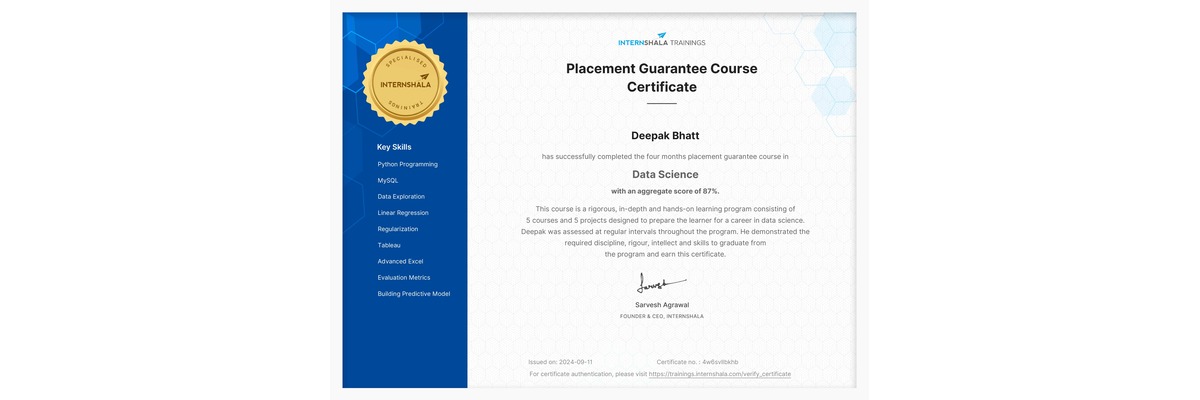 SPECIALISED
INTERNSHALA
TRAININGS
Key Skills
Python Programming
MySQL
Data Exploration
Linear Regression
Regularization
Tableau
Advanced Excel
Evaluation Metrics
Building Predictive Model
INTERNSHALA TRAININGS
Placement Guarantee Course
Certificate
Deepak Bhatt
has successfully completed the four months placement guarantee course in
Data Science
with an aggregate score of 87%.
This course is a rigorous, in-depth and hands-on learning program consisting of
5 courses and 5 projects designed to prepare the learner for a career in data science.
Deepak was assessed at regular intervals throughout the program. He demonstrated the
required discipline, rigour, intellect and skills to graduate from
the program and earn this certificate.
Sarvesh
Sarvesh Agrawal
FOUNDER & CEO, INTERNSHALA
Issued on: 2024-09-11 Certificate no. :
For certificate authentication, please visit https://trainings.internshala.com/verify_certificate